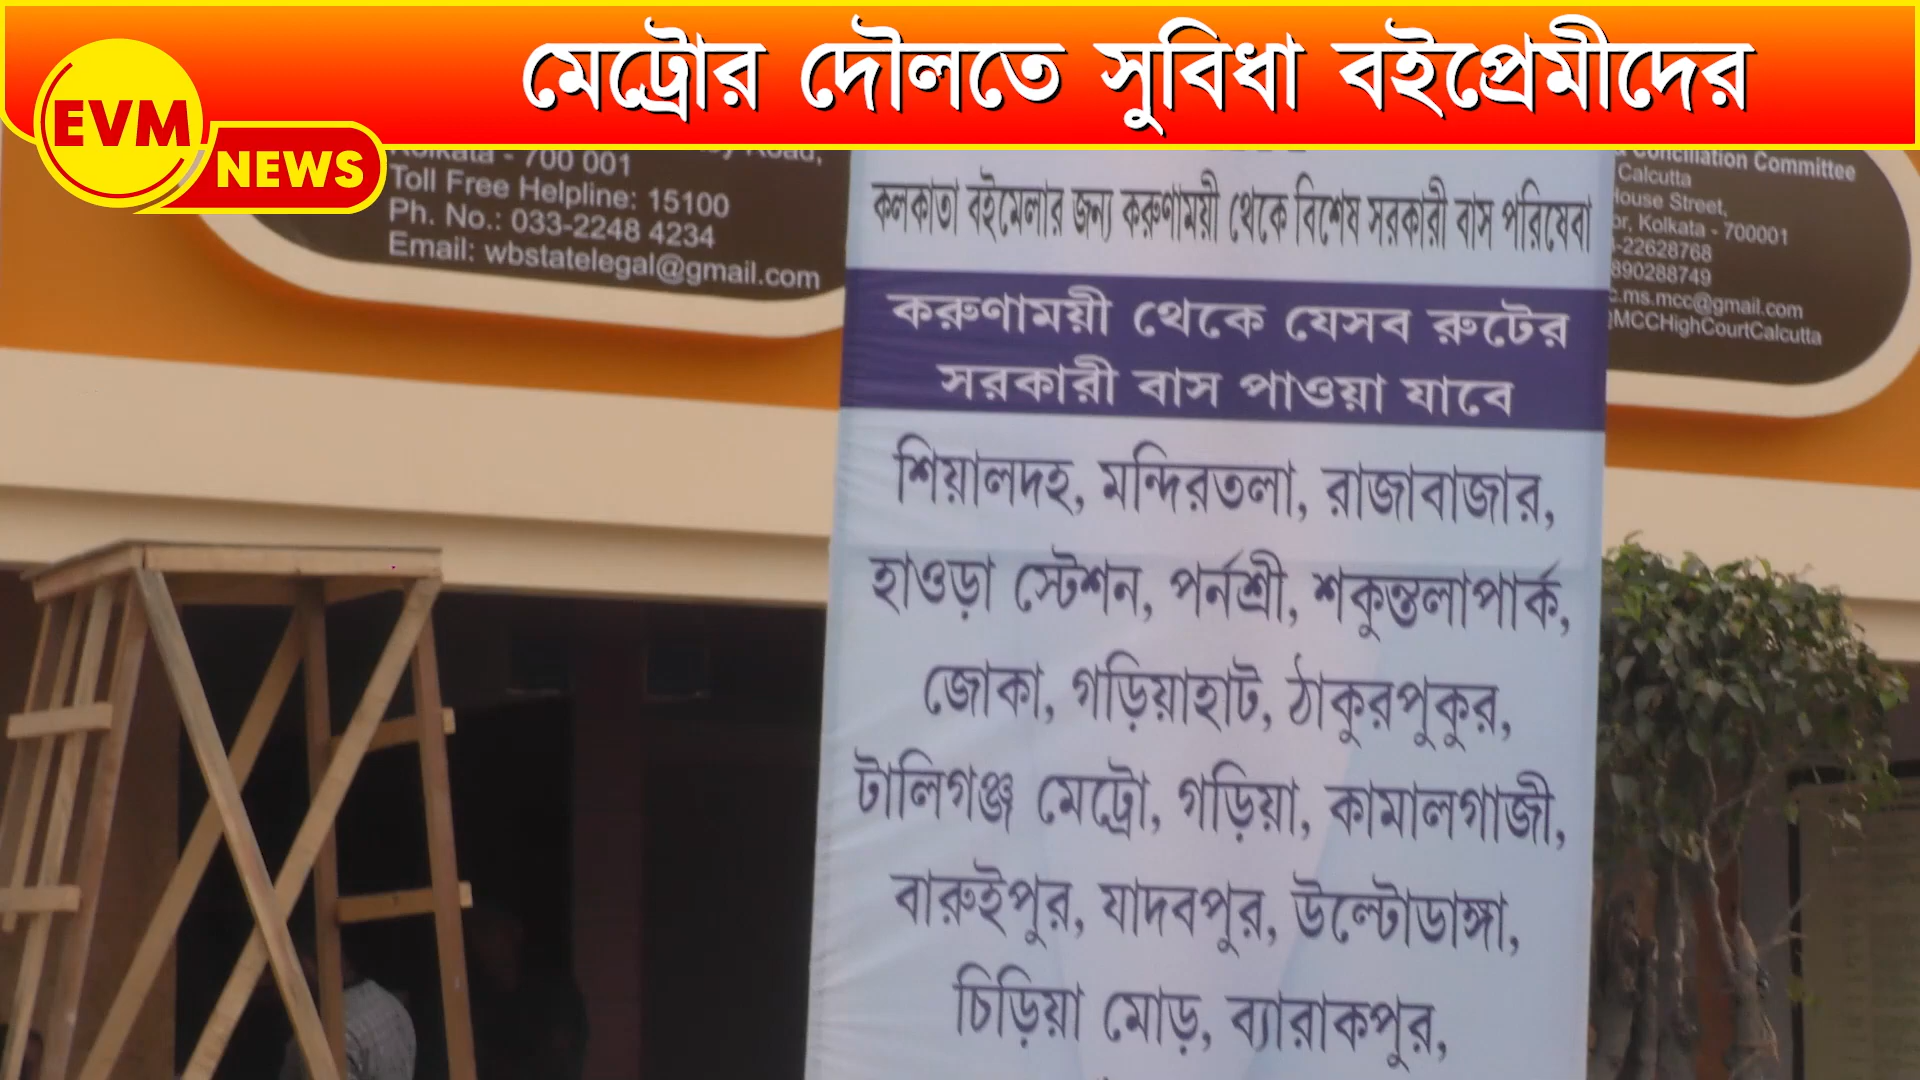 মেট্রোর দৌলতে সুবিধা বইপ্রেমীদের
EVM
NEWS
Kolkata - 700 001
Toll Free Helpline: 15100
Ph. No.: 033-2248 4234
Email: wbstatelegal@gmail.com
কলকাতা বইমেলার জন্য করুণাময়ী থেকে বিশেষ সরকারী বাস পরিষেবা
করুণাময়ী থেকে যেসব রুটের
সরকারী বাস পাওয়া যাবে
শিয়ালদহ, মন্দিরতলা, রাজাবাজার,
হাওড়া স্টেশন, পর্নশ্রী, শকুন্তলাপার্ক,
জোকা, গড়িয়াহাট, ঠাকুরপুকুর,
টালিগঞ্জ মেট্রো, গড়িয়া, কামালগাজী,
বারুইপুর, যাদবপুর, উল্টোডাঙ্গা,
চিড়িয়া মোড়, ব্যারাকপুর,
Conciliation Committee
Calcutta
House Street,
Kolkata - 700001
-22628768
890288749
.ms.mcc@gmail.com
MCCHighCourtCalcutta